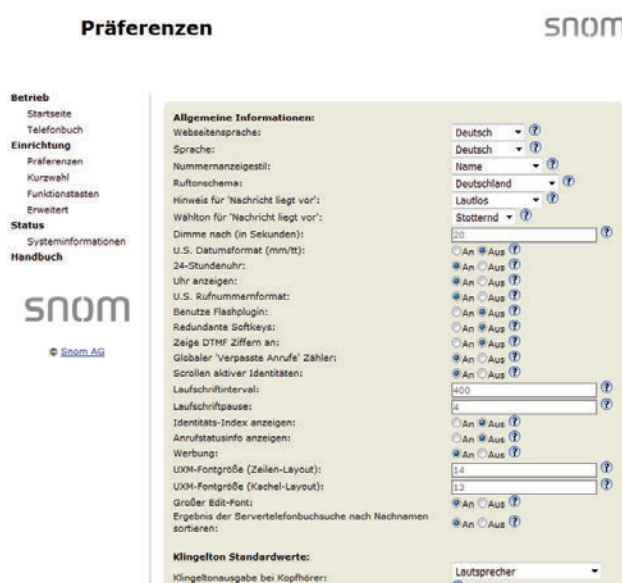 Präferenzen
snom
Betrieb
Startseite
Telefonbuch
Einrichtung
Präferenzen
Kurzwahl
Funktionstasten
Erweitert
Status
Systeminformationen
Handbuch
snom
© Snom AG
Allgemeine Informationen:
Webseitensprache: Deutsch ?
Sprache: Deutsch ?
Nummernanzeigestil: Name ?
Ruftonschema: Deutschland ?
Hinweis für 'Nachricht liegt vor': Lautlos ?
Wählton für 'Nachricht liegt vor': Stotternd ?
Dimme nach (in Sekunden): 20 ?
U.S. Datumsformat (mm/tt): An Aus ?
24-Stundenuhr: An Aus ?
Uhr anzeigen: An Aus ?
U.S. Rufnummernformat: An Aus ?
Benutze Flashplugin: An Aus ?
Redundante Softkeys: An Aus ?
Zeige DTMF Ziffern an: An Aus ?
Globaler 'Verpasste Anrufe' Zähler: An Aus ?
Scrollen aktiver Identitäten: An Aus ?
Laufschriftinterval: 400 ?
Laufschriftpause: 4 ?
Identitäts-Index anzeigen: An Aus ?
Anrufstatusinfo anzeigen: An Aus ?
Werbung: An Aus ?
UXM-Fontgröße (Zeilen-Layout): 14 ?
UXM-Fontgröße (Kachel-Layout): 13 ?
Großer Edit-Font: An Aus ?
Ergebnis der Servertelefonbuchsuche nach Nachnamen
sortieren: An Aus ?
Klingelton Standardwerte:
Klingeltonausgabe bei Kopfhörer: Lautsprecher